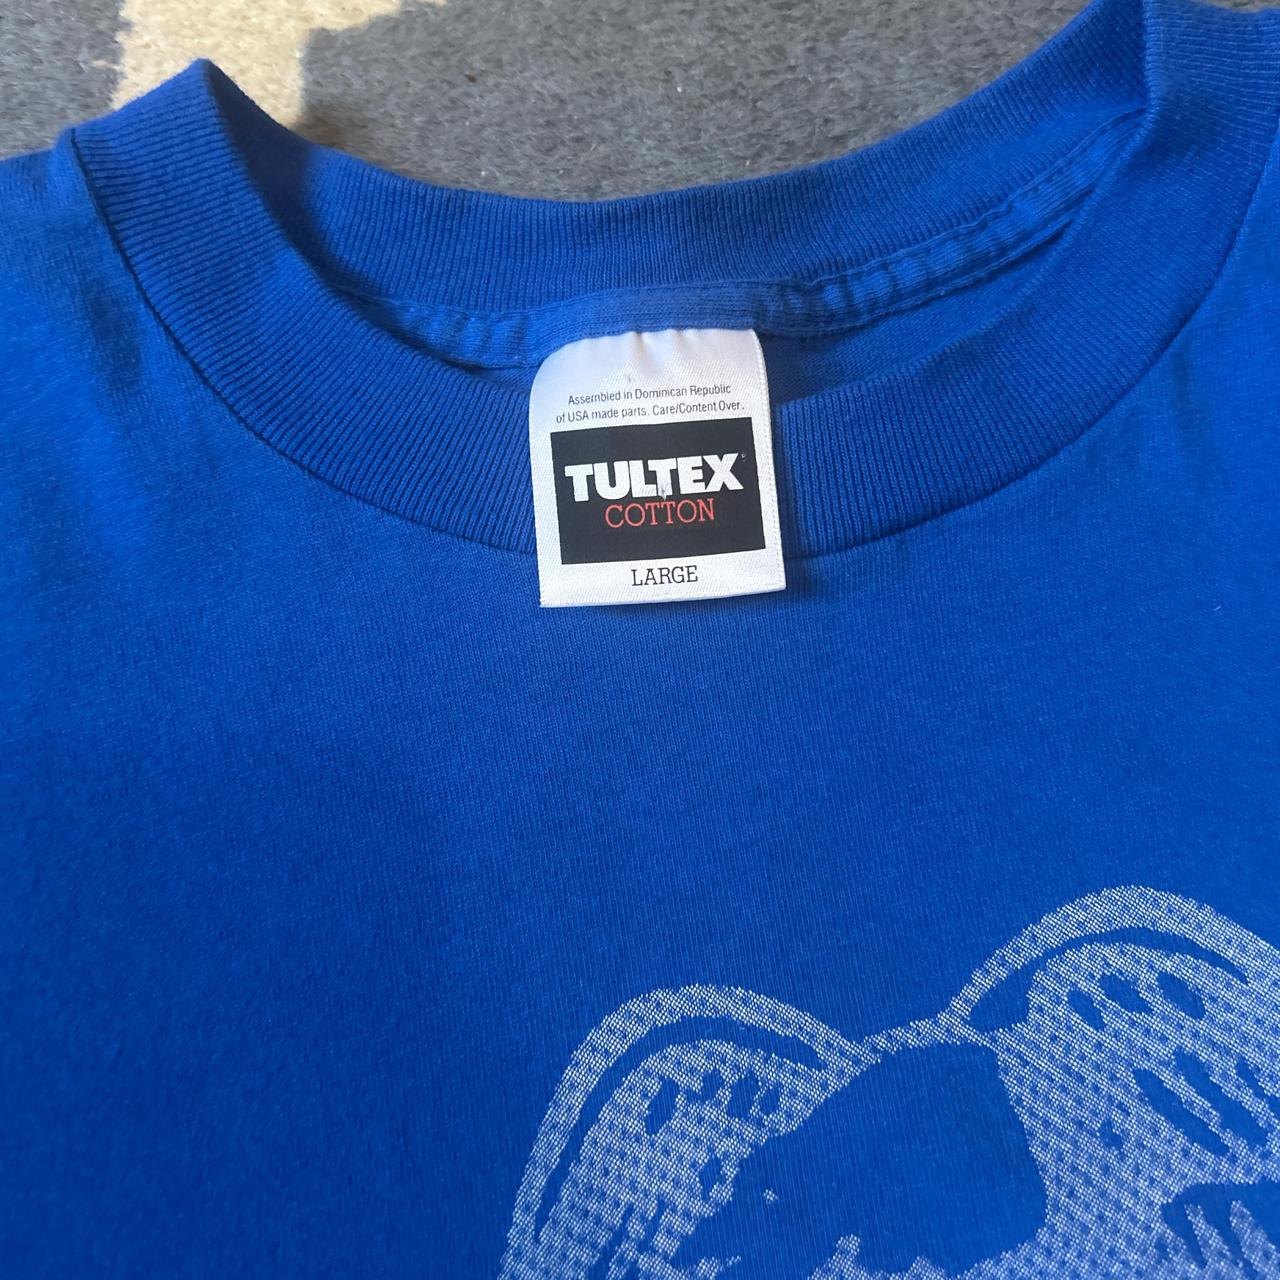 Assembled in Dominican Republic
of USA made parts. Care/Content Over.
TULTEX
COTTON
LARGE